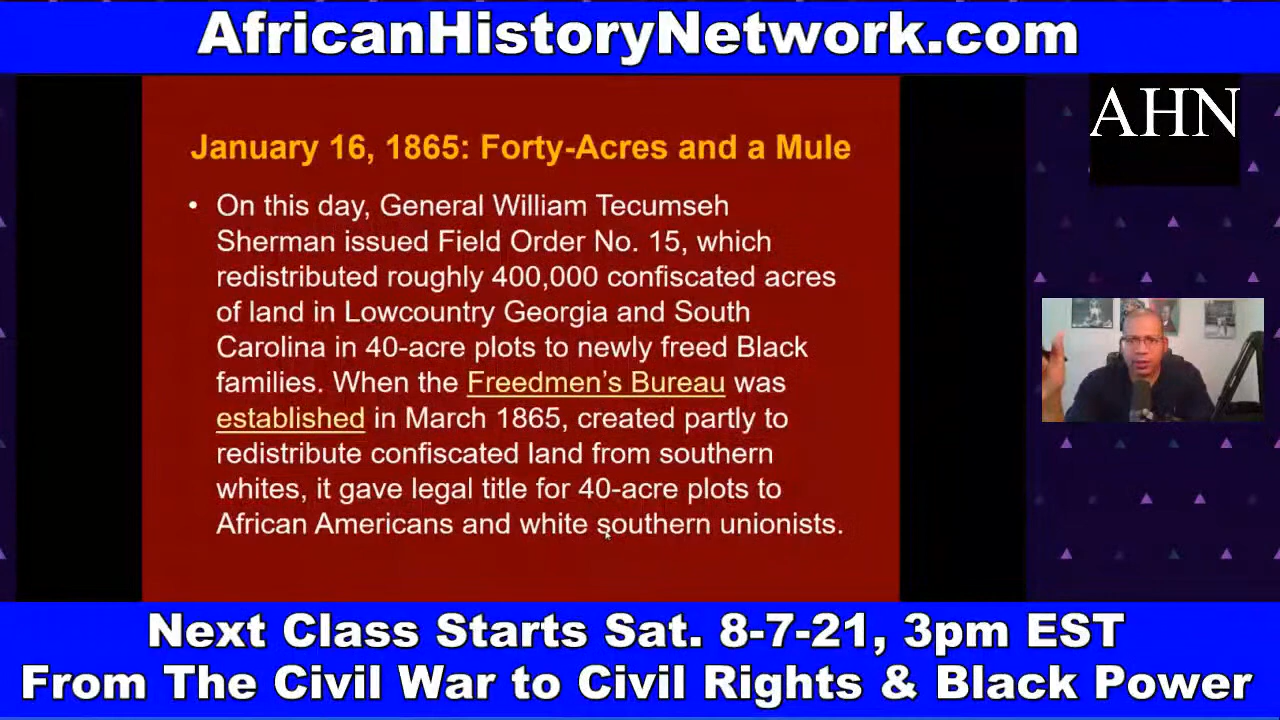 AfricanHistoryNetwork.com
AHN
January 16, 1865: Forty-Acres and a Mule
• On this day, General William Tecumseh
Sherman issued Field Order No. 15, which
redistributed roughly 400,000 confiscated acres
of land in Lowcountry Georgia and South
Carolina in 40-acre plots to newly freed Black
families. When the Freedmen's Bureau was
established in March 1865, created partly to
redistribute confiscated land from southern
whites, it gave legal title for 40-acre plots to
African Americans and white southern unionists.
Next Class Starts Sat. 8-7-21, 3pm EST
From The Civil War to Civil Rights & Black Power